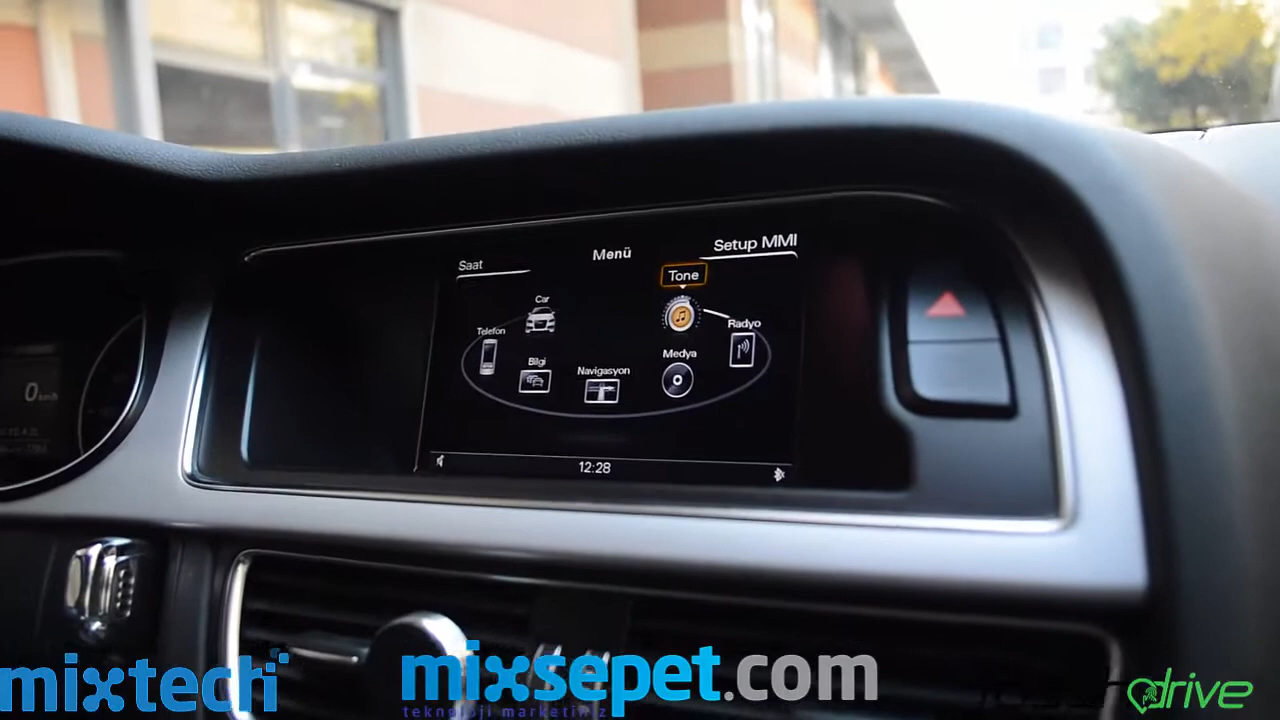 Saat
Menü
Setup MMI
Tone
Car
Telefon
Radyo
Bilgi
Navigasyon
Medya
12:28
0 km/h
mixtech
mixsepet.com
teknoloji marketiniz
drive